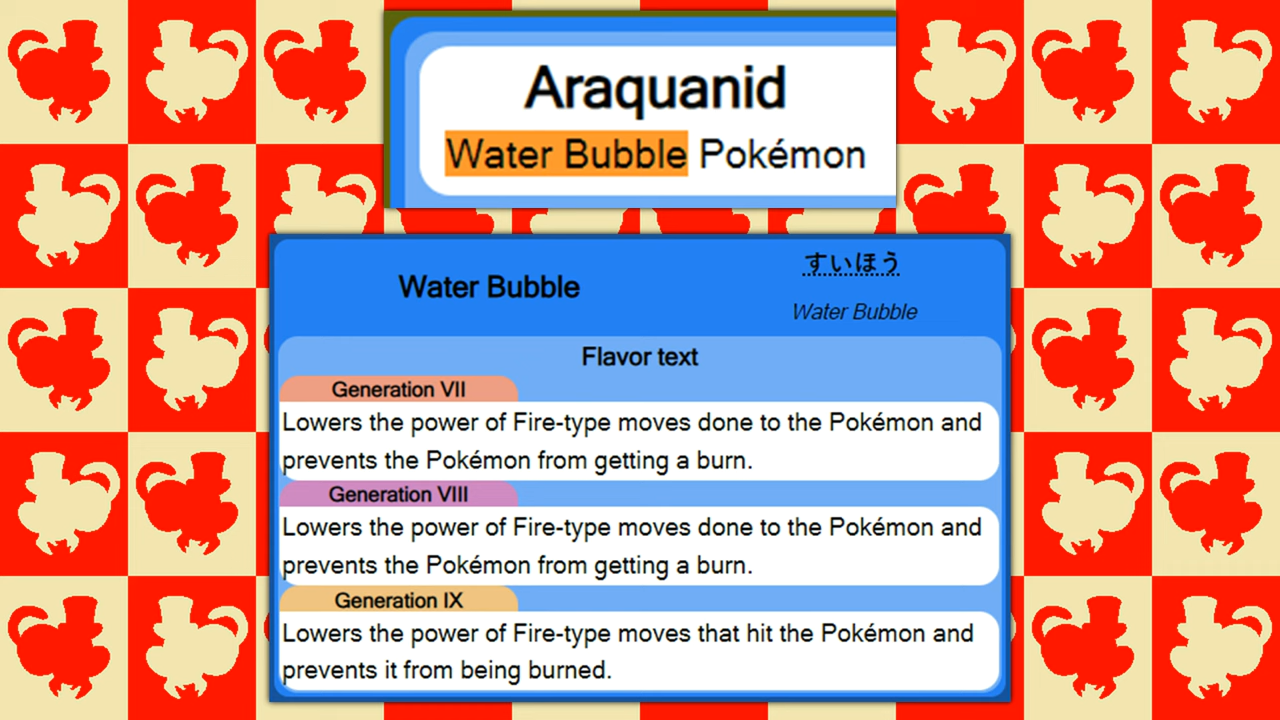 Araquanid
Water Bubble Pokémon
Water Bubble
すいほう
Water Bubble
Flavor text
Generation VII
Lowers the power of Fire-type moves done to the Pokémon and
prevents the Pokémon from getting a burn.
Generation VIII
Lowers the power of Fire-type moves done to the Pokémon and
prevents the Pokémon from getting a burn.
Generation IX
Lowers the power of Fire-type moves that hit the Pokémon and
prevents it from being burned.